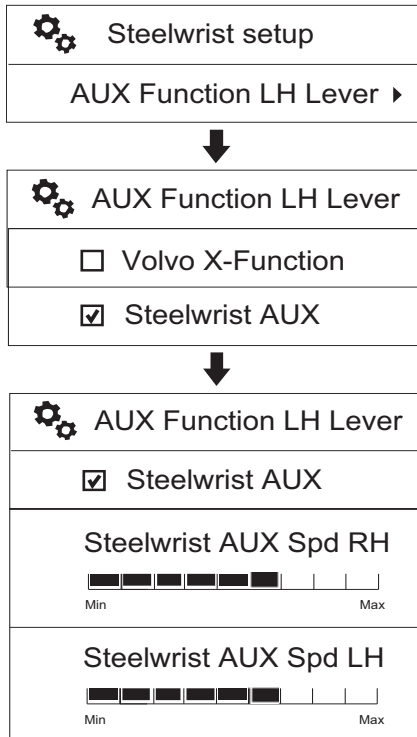 Steelwrist setup
AUX Function LH Lever
AUX Function LH Lever
Volvo X-Function
Steelwrist AUX
AUX Function LH Lever
Steelwrist AUX
Steelwrist AUX Spd RH
Min Max
Steelwrist AUX Spd LH
Min Max